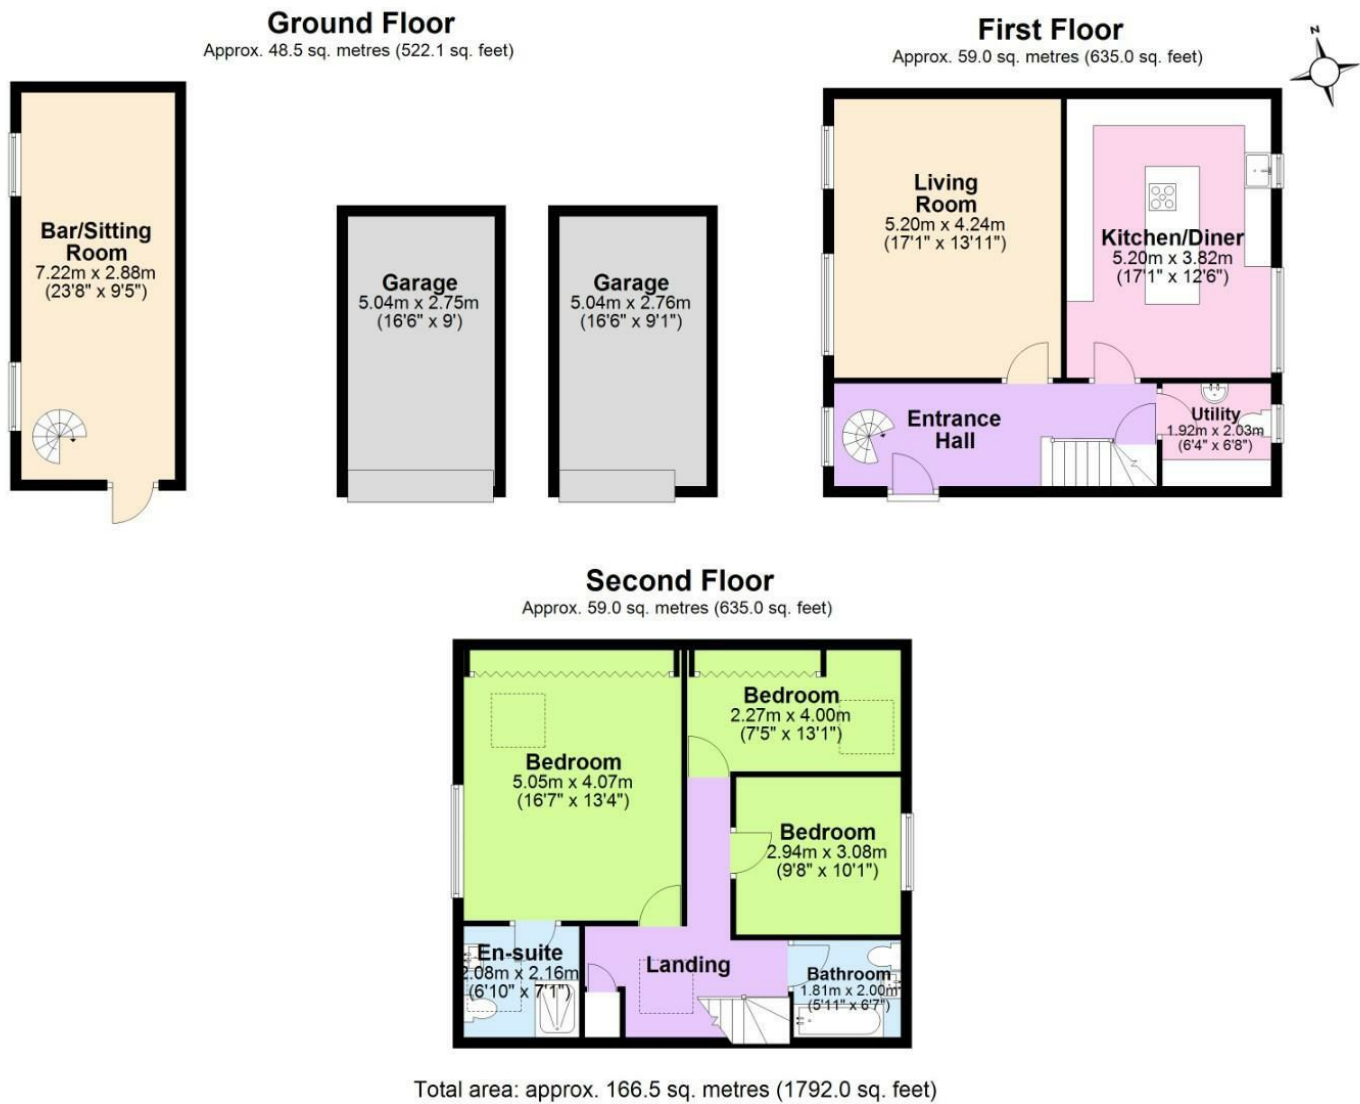 Ground Floor
Approx. 48.5 sq. metres (522.1 sq. feet)
Bar/Sitting
Room
7.22m x 2.88m
(23'8" x 9'5")
Garage
5.04m x 2.75m
(16'6" x 9')
Garage
5.04m x 2.76m
(16'6" x 9'1")
First Floor
Approx. 59.0 sq. metres (635.0 sq. feet)
N
Living
Room
5.20m x 4.24m
(17'1" x 13'11")
Kitchen/Diner
5.20m x 3.82m
(17'1" x 12'6")
Entrance
Hall
Utility
1.92m x 2.03m
(6'4" x 6'8")
Second Floor
Approx. 59.0 sq. metres (635.0 sq. feet)
Bedroom
5.05m x 4.07m
(16'7" x 13'4")
Bedroom
2.27m x 4.00m
(7'5" x 13'1")
Bedroom
2.94m x 3.08m
(9'8" x 10'1")
En-suite
2.08m x 2.16m
(6'10" x 7'1")
Landing
Bathroom
1.81m x 2.00m
(5'11" x 6'7")
Total area: approx. 166.5 sq. metres (1792.0 sq. feet)